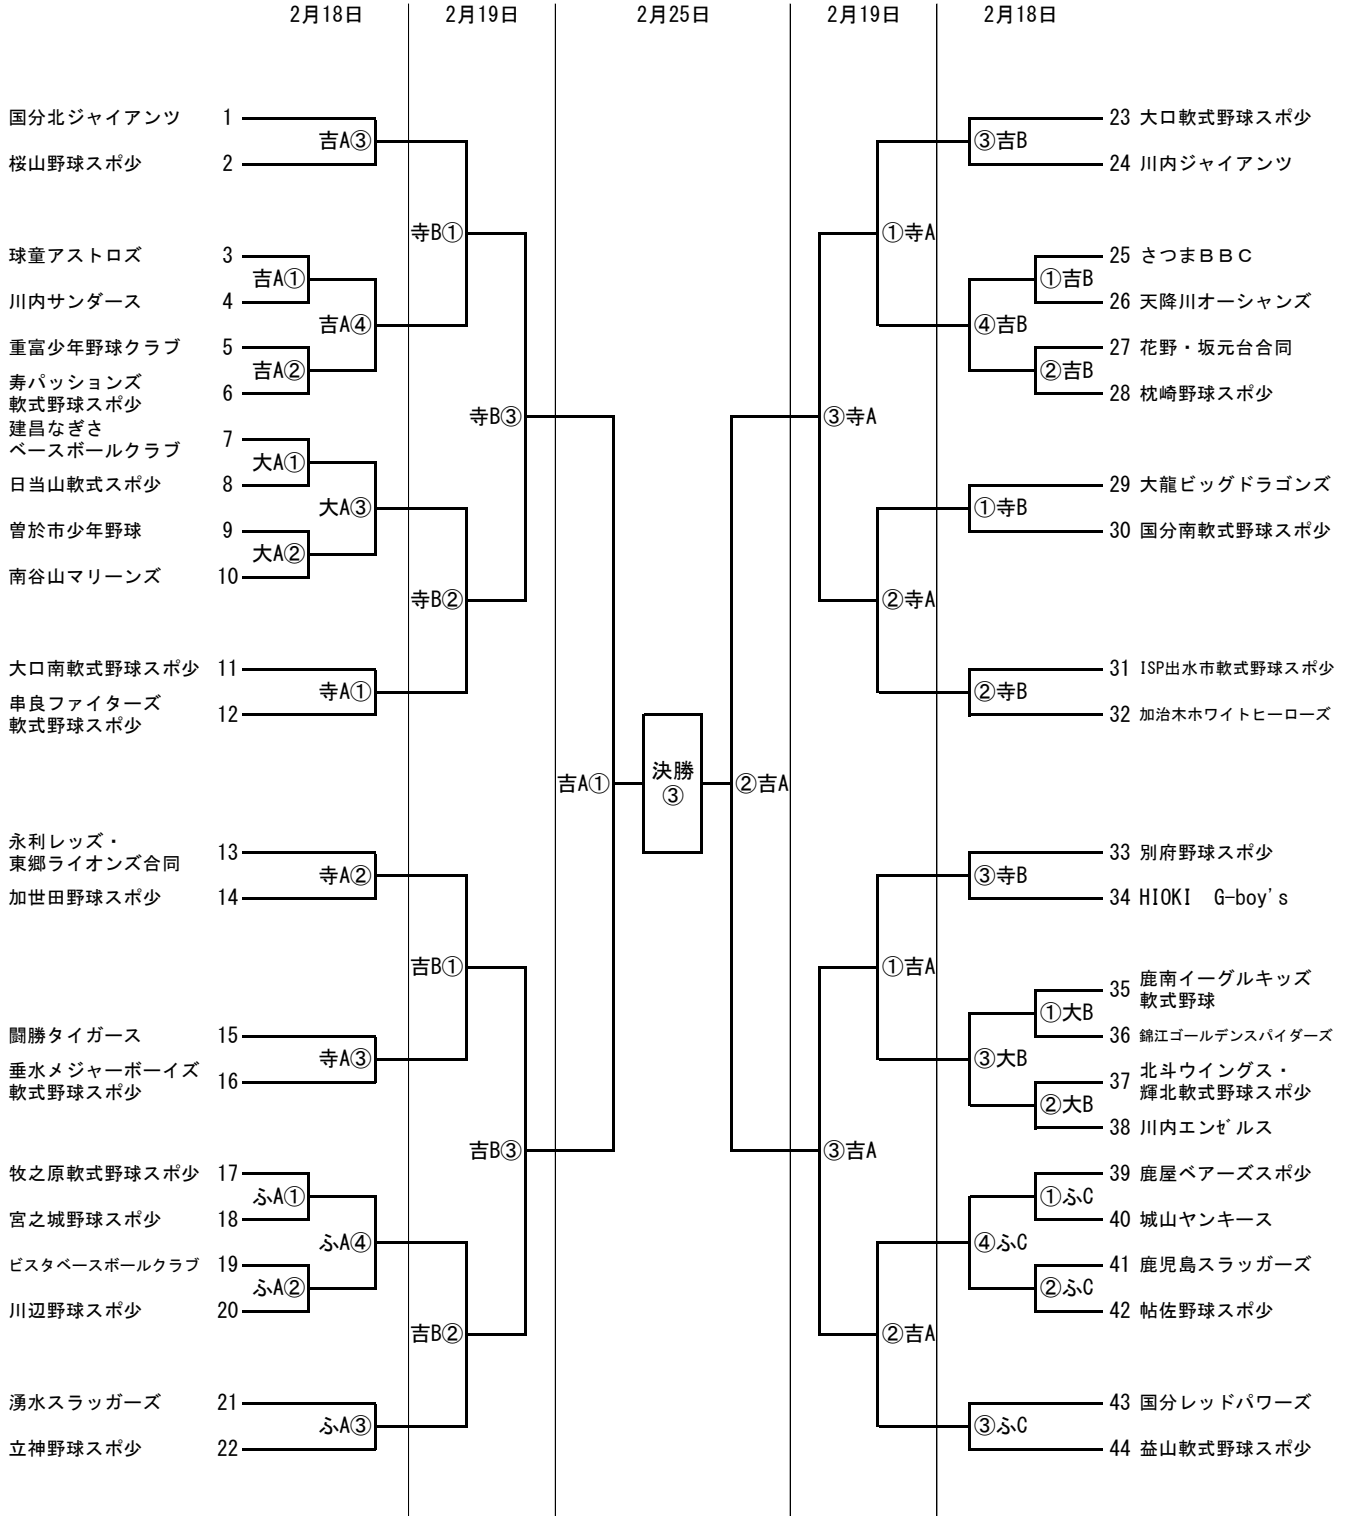 2月18日 2月19日 2月25日 2月19日 2月18日
国分北ジャイアンツ 1
吉A③
桜山野球スポ少 2
寺B①
球童アストロズ 3
吉A①
川内サンダース 4
吉A④
重富少年野球クラブ 5
吉A②
寿パッションズ
軟式野球スポ少 6
寺B③
建昌なぎさ
ベースボールクラブ 7
大A①
日当山軟式スポ少 8
大A③
曽於市少年野球 9
大A②
南谷山マリーンズ 10
寺B②
大口南軟式野球スポ少 11
寺A①
串良ファイターズ
軟式野球スポ少 12
吉A①
決勝
③
②吉A
永利レッズ・
東郷ライオンズ合同 13
寺A②
加世田野球スポ少 14
吉B①
闘勝タイガース 15
寺A③
垂水メジャーボーイズ
軟式野球スポ少 16
吉B③
牧之原軟式野球スポ少 17
ふA①
宮之城野球スポ少 18
ふA④
ビスタベースボールクラブ 19
ふA②
川辺野球スポ少 20
吉B②
湧水スラッガーズ 21
ふA③
立神野球スポ少 22
23 大口軟式野球スポ少
③吉B
24 川内ジャイアンツ
①寺A
25 さつまＢＢＣ
①吉B
26 天降川オーシャンズ
④吉B
27 花野・坂元台合同
②吉B
28 枕崎野球スポ少
③寺A
29 大龍ビッグドラゴンズ
①寺B
30 国分南軟式野球スポ少
②寺A
31 ISP出水市軟式野球スポ少
②寺B
32 加治木ホワイトヒーローズ
33 別府野球スポ少
③寺B
34 HIOKI　G-boy's
①吉A
35 鹿南イーグルキッズ
軟式野球
①大B
36 錦江ゴールデンスパイダーズ
③大B
37 北斗ウイングス・
輝北軟式野球スポ少
②大B
38 川内エンゼルス
③吉A
39 鹿屋ベアーズスポ少
①ふC
40 城山ヤンキース
④ふC
41 鹿児島スラッガーズ
②ふC
42 帖佐野球スポ少
②吉A
43 国分レッドパワーズ
③ふC
44 益山軟式野球スポ少